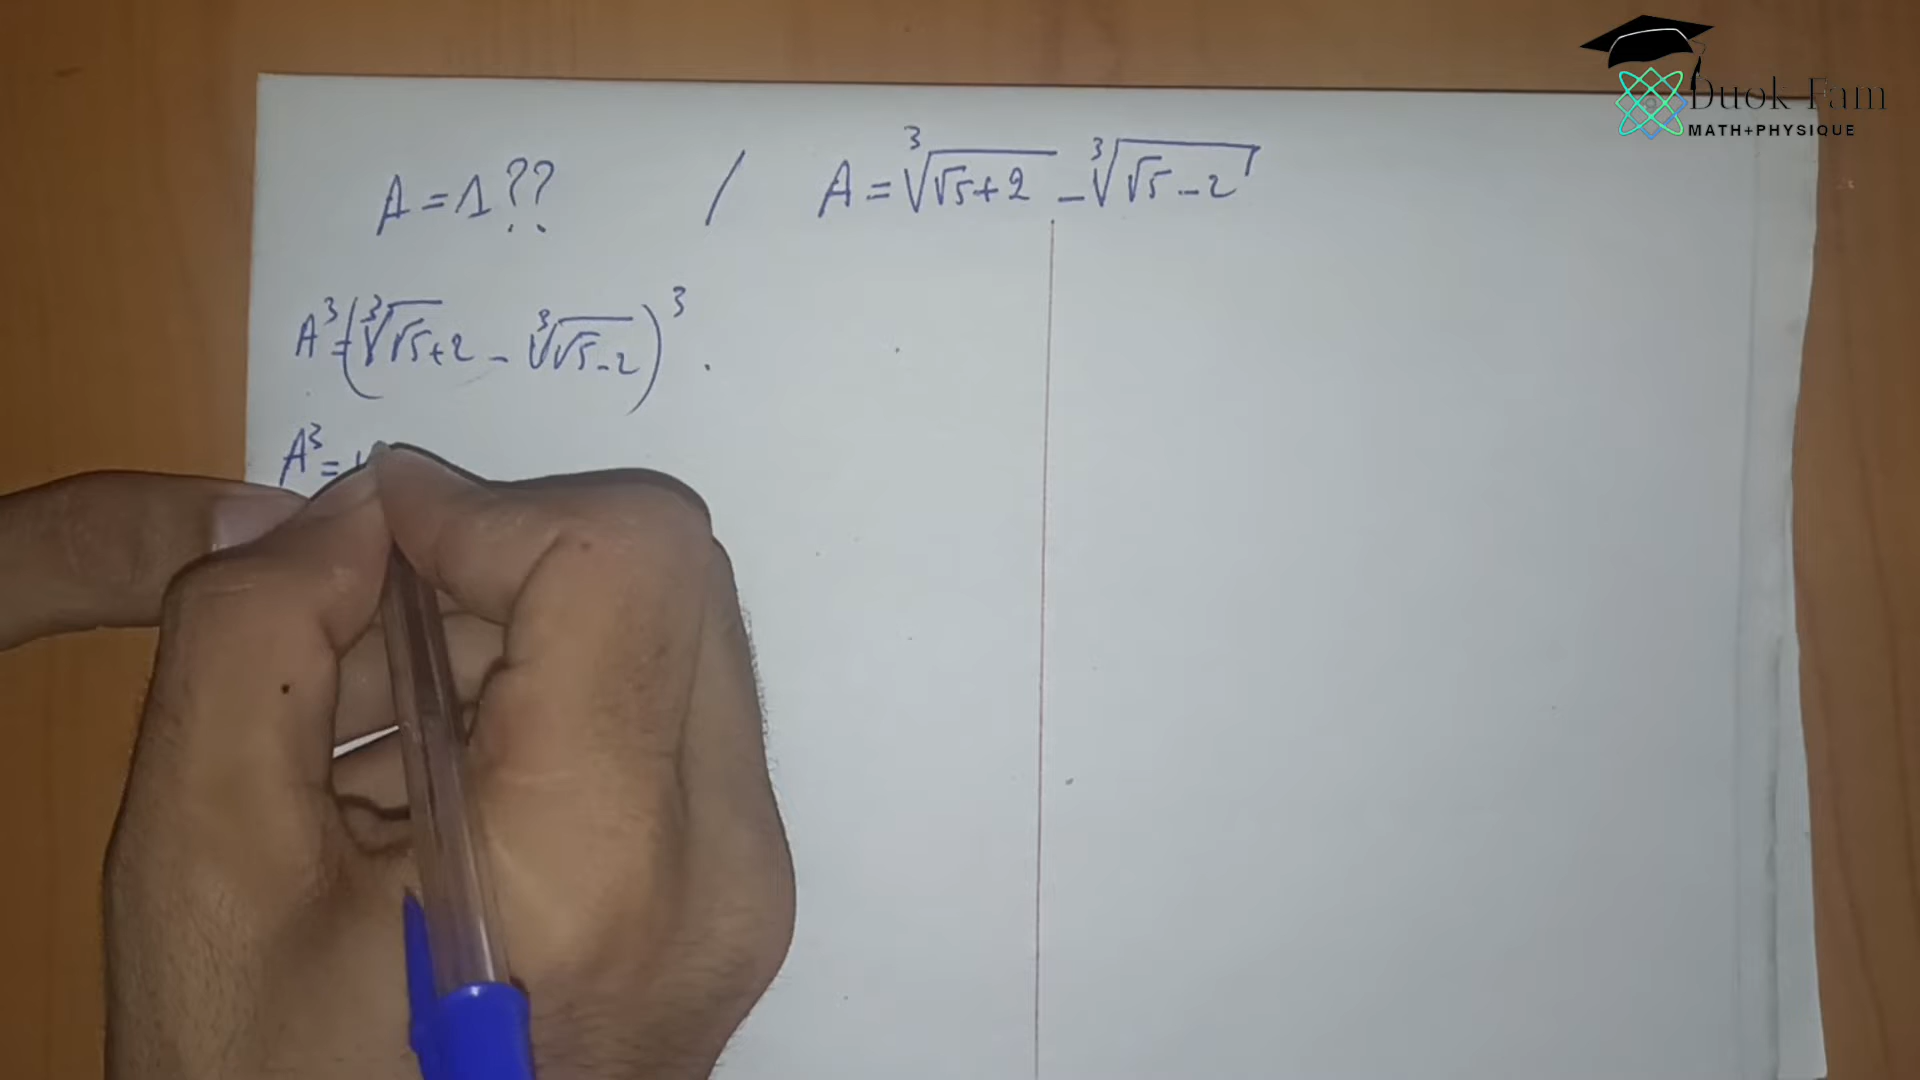 Duok Fam
MATH+PHYSIQUE
A = 1 ?? / A = ∛(√5+2) - ∛(√5-2)
A³ = (∛(√5+2) - ∛(√5-2))³ .
A³ =